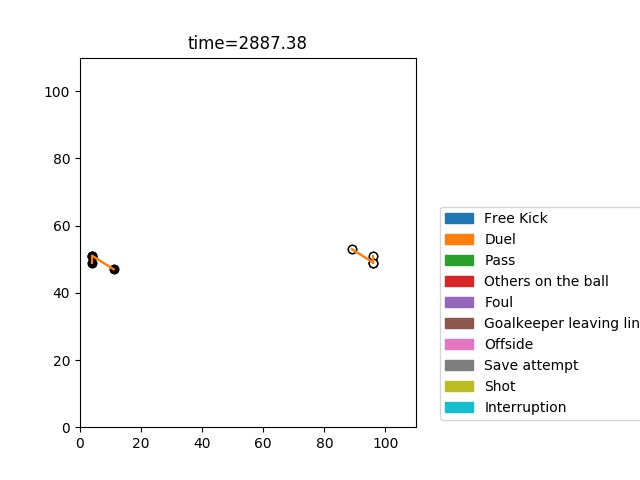 time=2887.38
100
80
60
40
20
0
0 20 40 60 80 100
Free Kick
Duel
Pass
Others on the ball
Foul
Goalkeeper leaving lin
Offside
Save attempt
Shot
Interruption